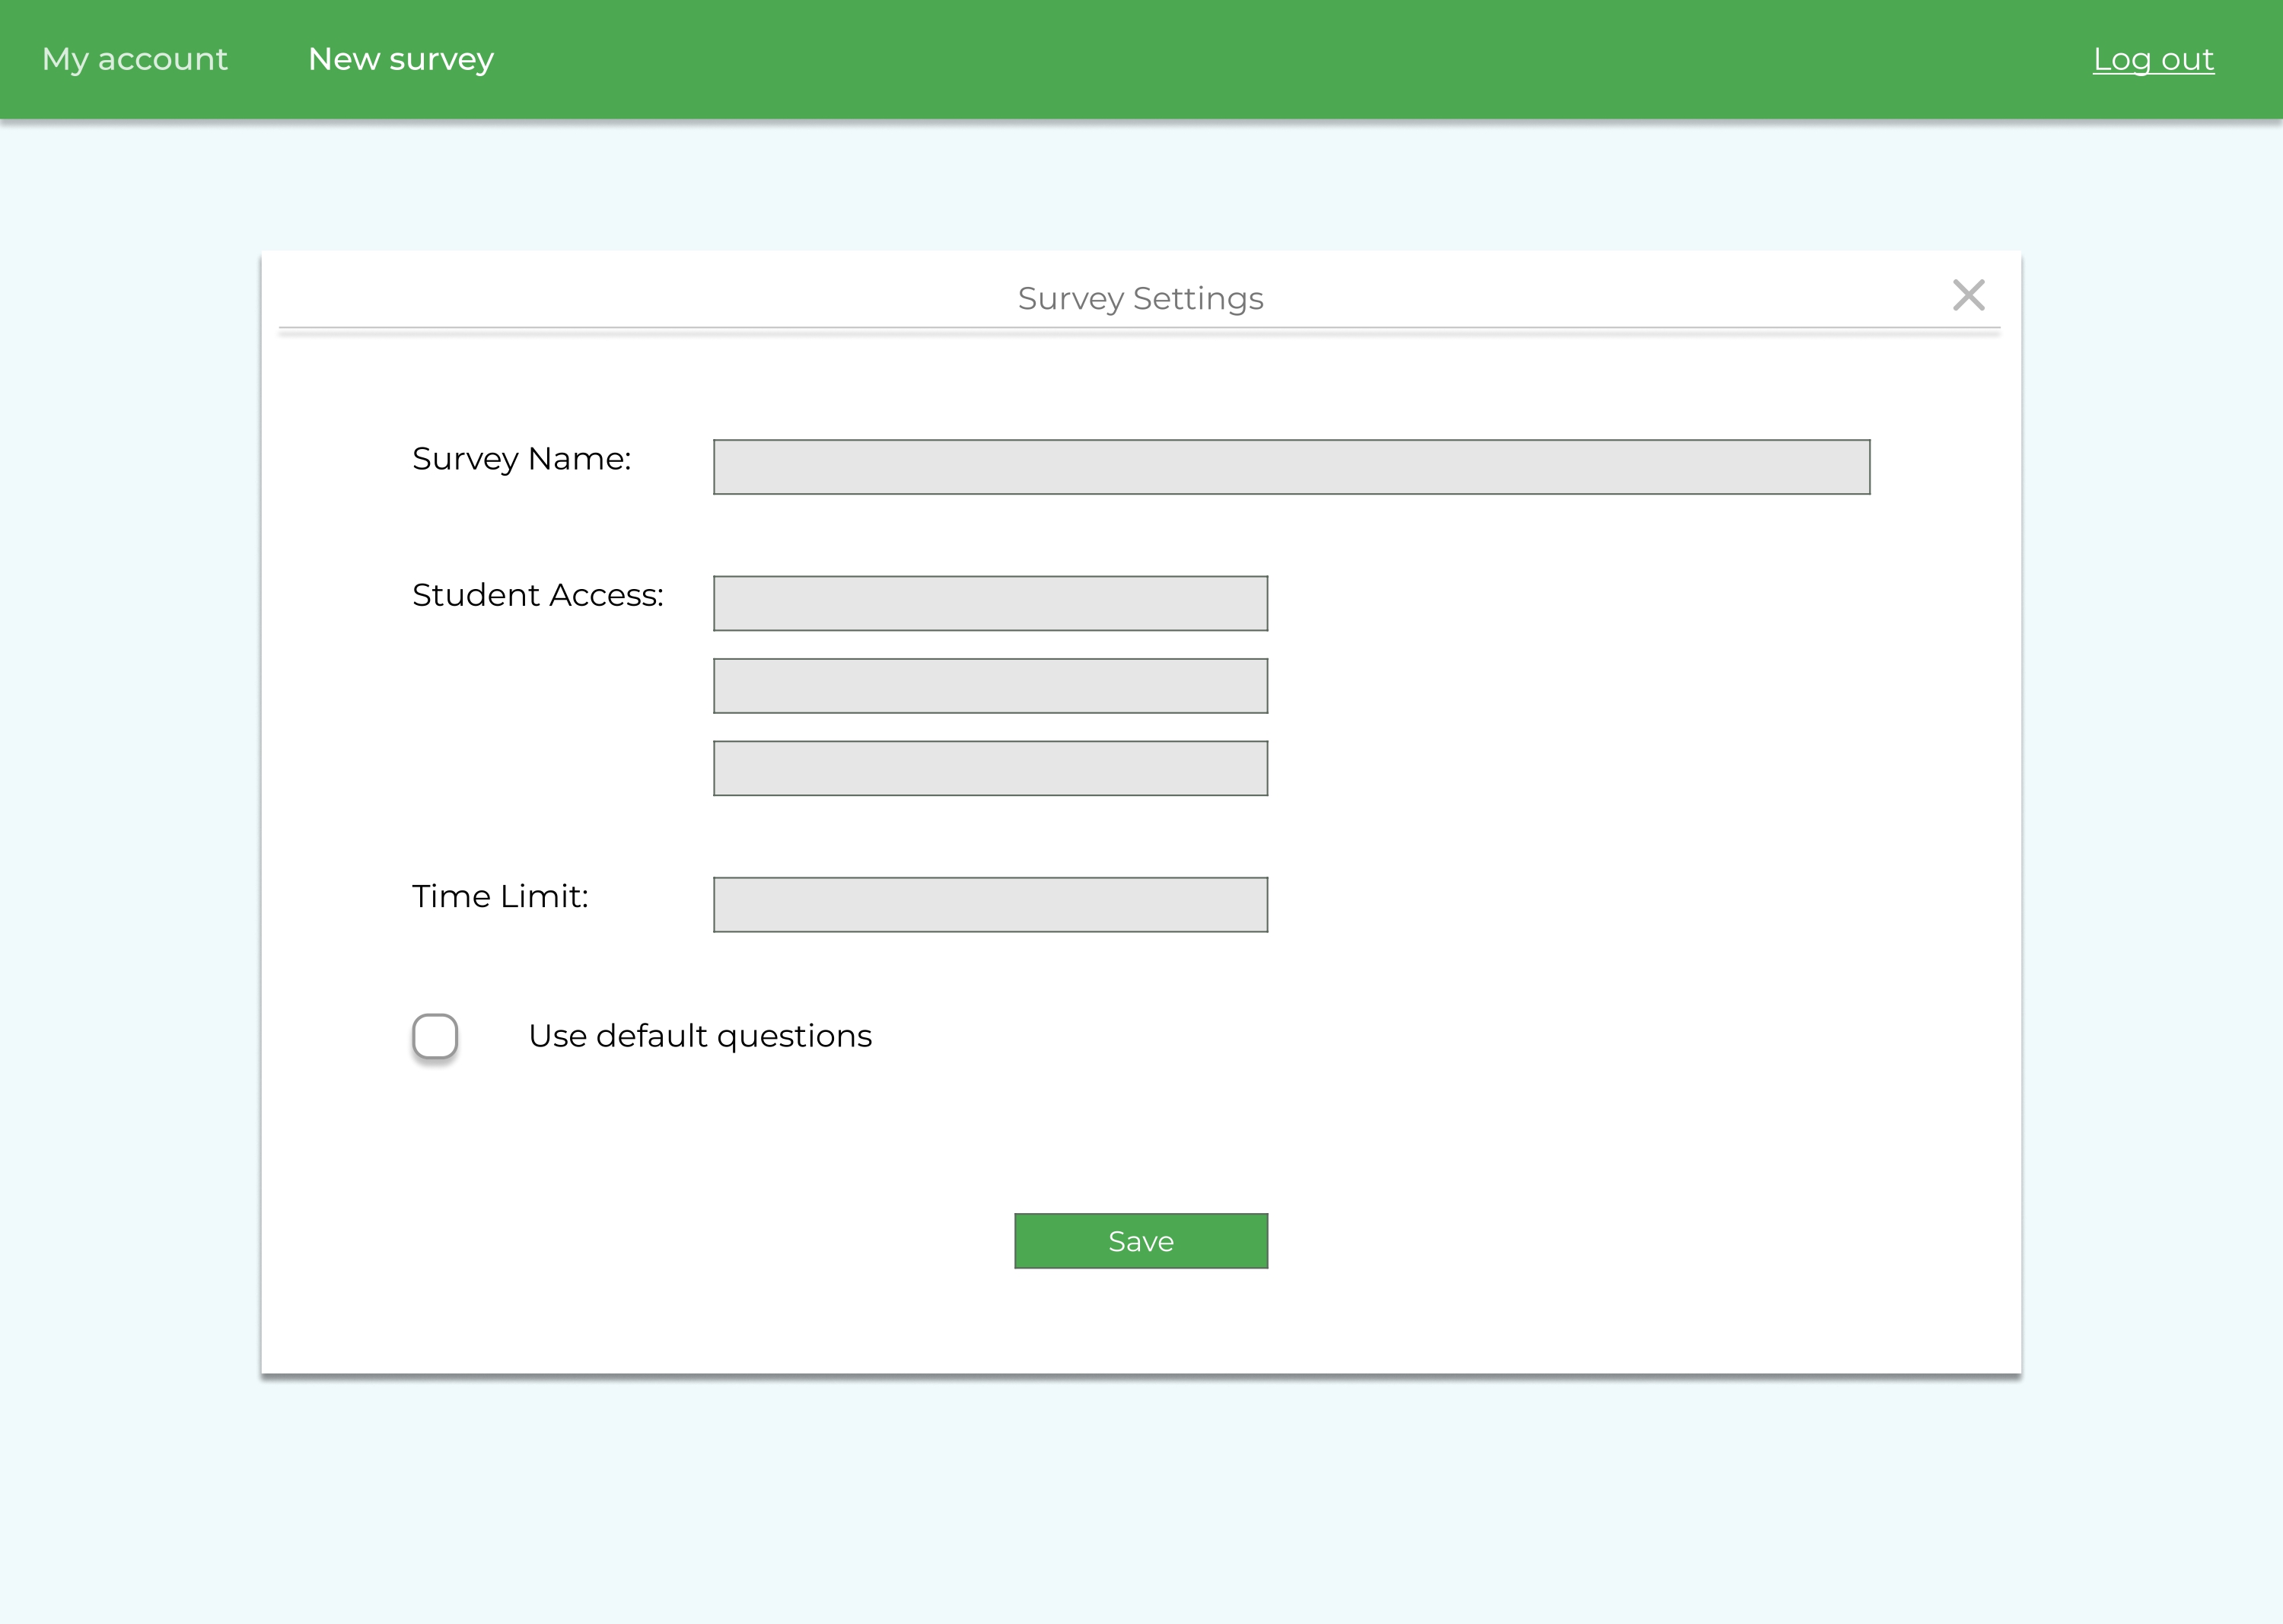 My account New survey Log out
Survey Settings
Survey Name:
Student Access:
Time Limit:
Use default questions
Save